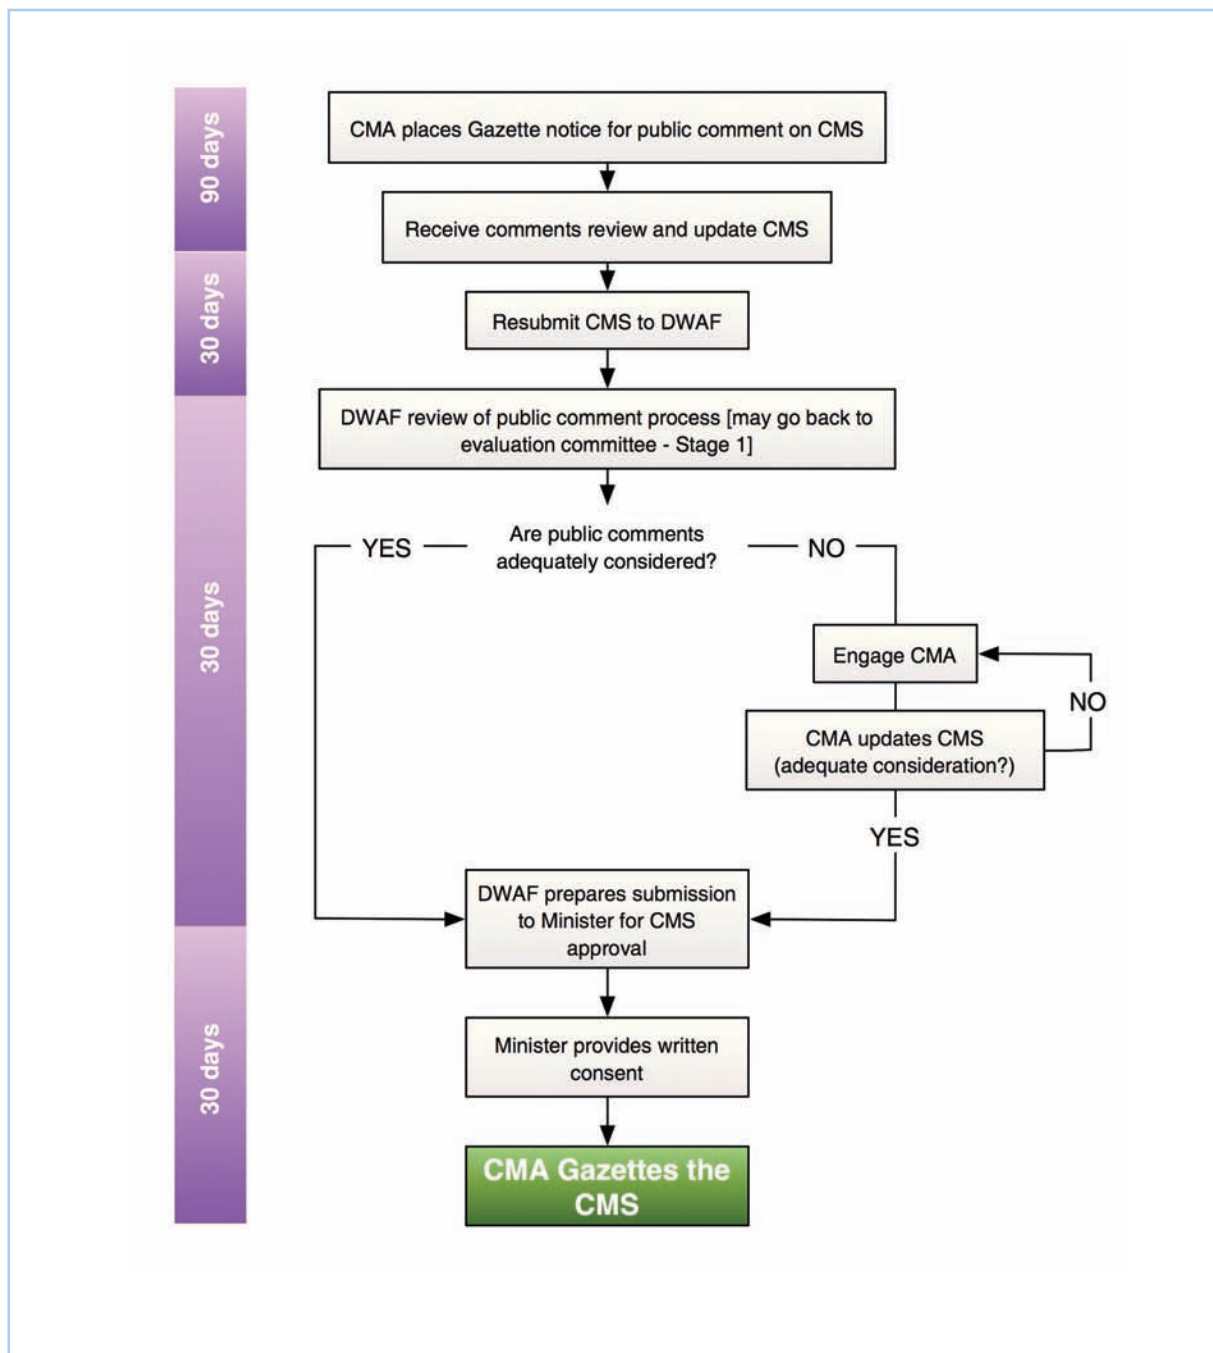 90 days
CMA places Gazette notice for public comment on CMS
Receive comments review and update CMS
30 days
Resubmit CMS to DWAF
DWAF review of public comment process [may go back to
evaluation committee - Stage 1]
30 days
Are public comments
adequately considered?
YES
NO
Engage CMA
NO
CMA updates CMS
(adequate consideration?)
YES
DWAF prepares submission
to Minister for CMS
approval
30 days
Minister provides written
consent
CMA Gazettes the
CMS